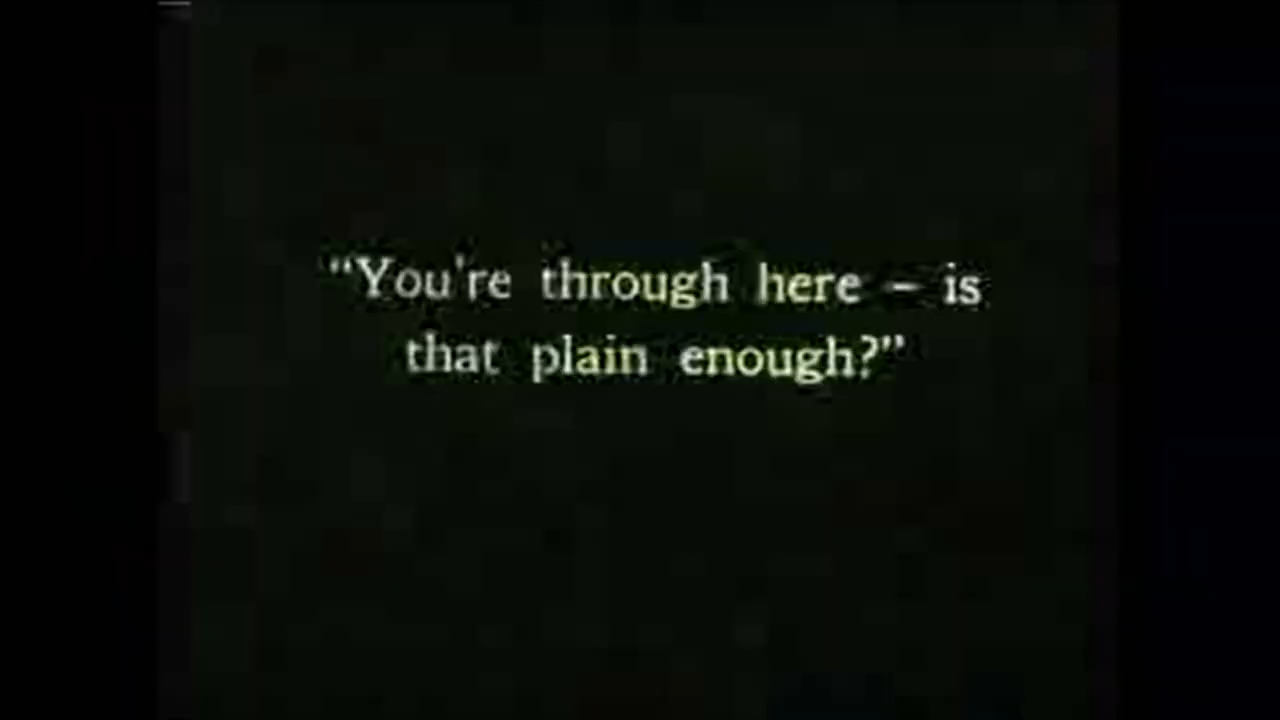 “You're through here – is
that plain enough?”